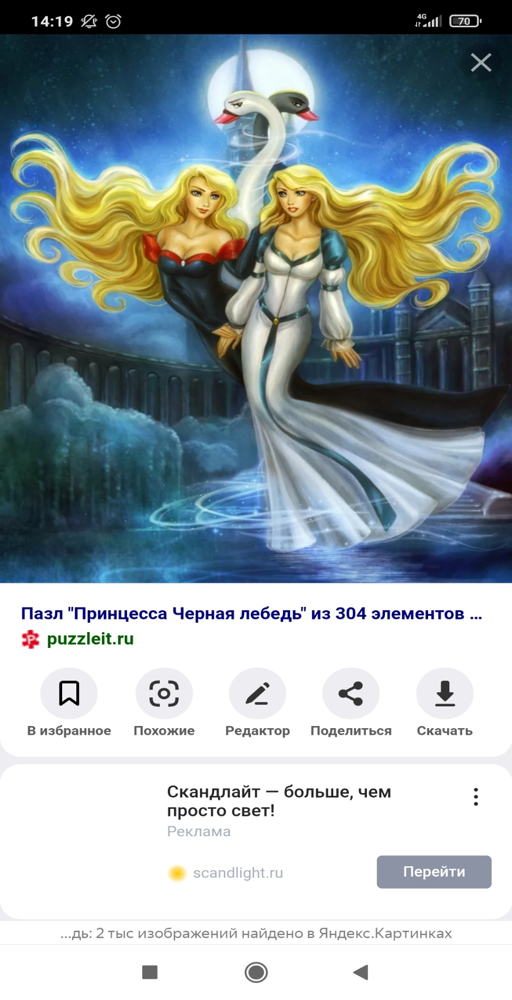 14:19
4G
70
Пазл "Принцесса Черная лебедь" из 304 элементов ...
puzzleit.ru
В избранное
Похожие
Редактор
Поделиться
Скачать
Скандлайт — больше, чем
просто свет!
Реклама
scandlight.ru
Перейти
...дь: 2 тыс изображений найдено в Яндекс.Картинках